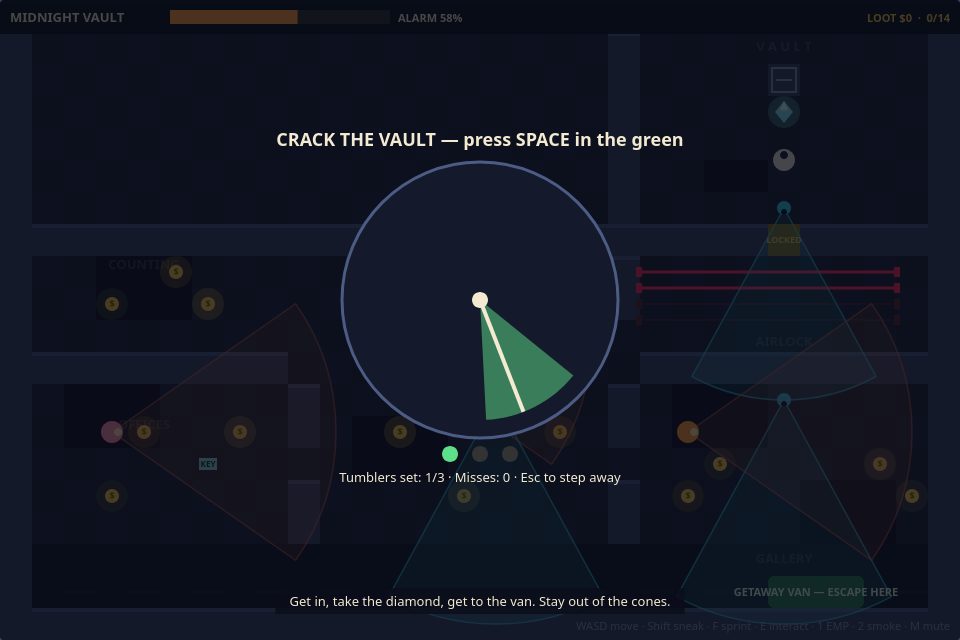 MIDNIGHT VAULT
ALARM 58%
LOOT $0 · 0/14
VAULT
CRACK THE VAULT — press SPACE in the green
LOCKED
COUNTING
$
$
$
AIRLOCK
$
$
$
$
KEY
$
$
Tumblers set: 1/3 · Misses: 0 · Esc to step away
$
$
$
$
GALLERY
GETAWAY VAN — ESCAPE HERE
Get in, take the diamond, get to the van. Stay out of the cones.
WASD move · Shift sneak · F sprint · E interact · 1 EMP · 2 smoke · M mute